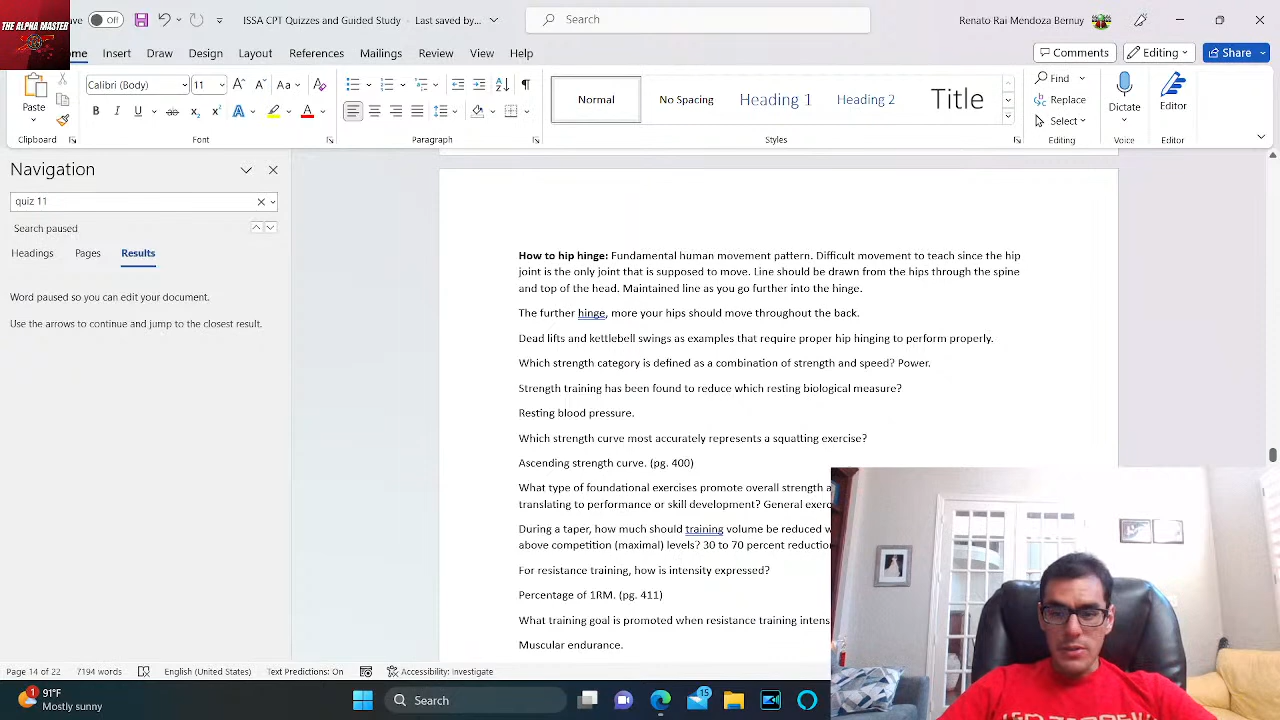 THE ALPHA MASTER
ve Off ISSA CPT Quizzes and Guided Study • Last saved by... Search Renato Rai Mendoza Bernuy
me Insert Draw Design Layout References Mailings Review View Help Comments Editing Share
Paste Calibri (Body) 11 Normal No Spacing Heading 1 Heading 2 Title Find Replace Select Dictate Editor
Clipboard Font Paragraph Styles Editing Voice Editor
Navigation
quiz 11
Search paused
Headings Pages Results
Word paused so you can edit your document.
Use the arrows to continue and jump to the closest result.
How to hip hinge: Fundamental human movement pattern. Difficult movement to teach since the hip
joint is the only joint that is supposed to move. Line should be drawn from the hips through the spine
and top of the head. Maintained line as you go further into the hinge.
The further hinge, more your hips should move throughout the back.
Dead lifts and kettlebell swings as examples that require proper hip hinging to perform properly.
Which strength category is defined as a combination of strength and speed? Power.
Strength training has been found to reduce which resting biological measure?
Resting blood pressure.
Which strength curve most accurately represents a squatting exercise?
Ascending strength curve. (pg. 400)
What type of foundational exercises promote overall strength a
translating to performance or skill development? General exerc
During a taper, how much should training volume be reduced w
above competition (maximal) levels? 30 to 70 percent reduction
For resistance training, how is intensity expressed?
Percentage of 1RM. (pg. 411)
What training goal is promoted when resistance training intens
Muscular endurance.
Page 14 of 22 7194 words English (United States) Text Predictions: On Accessibility: Investigate
1 91°F
Mostly sunny
Search
15